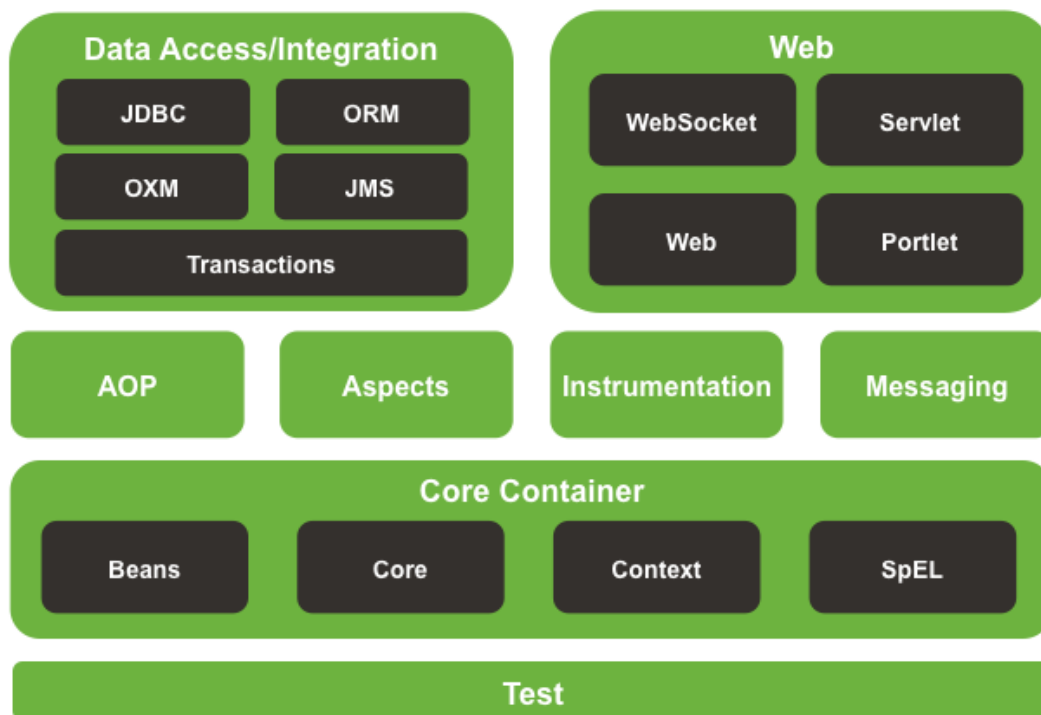 Data Access/Integration
JDBC
ORM
OXM
JMS
Transactions
Web
WebSocket
Servlet
Web
Portlet
AOP
Aspects
Instrumentation
Messaging
Core Container
Beans
Core
Context
SpEL
Test